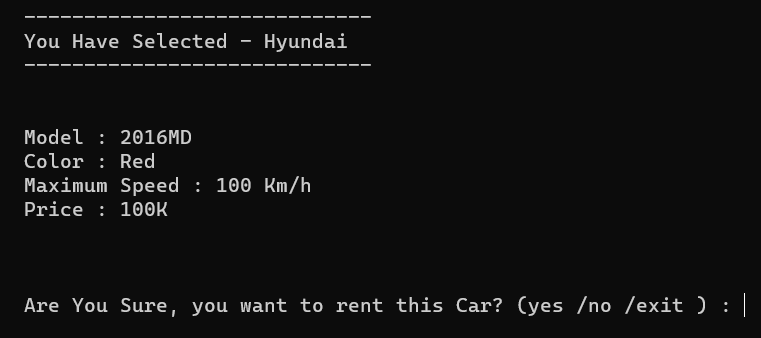 -----------------------------
You Have Selected - Hyundai
-----------------------------
Model : 2016MD
Color : Red
Maximum Speed : 100 Km/h
Price : 100K
Are You Sure, you want to rent this Car? (yes /no /exit ) :